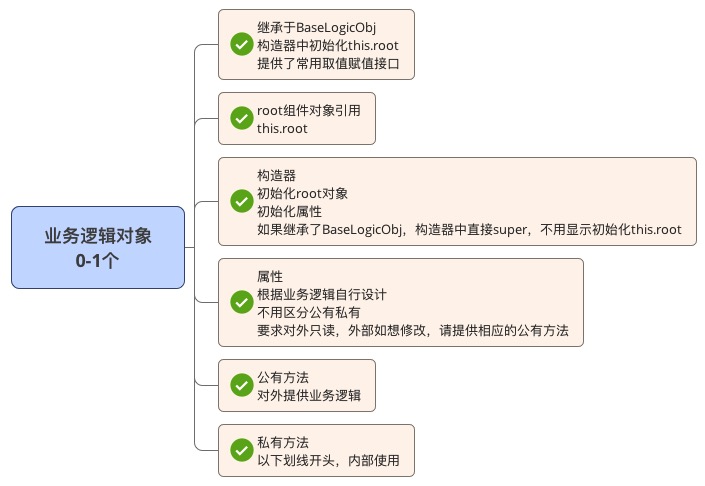 业务逻辑对象
0-1个
继承于BaseLogicObj
构造器中初始化this.root
提供了常用取值赋值接口
root组件对象引用
this.root
构造器
初始化root对象
初始化属性
如果继承了BaseLogicObj，构造器中直接super，不用显示初始化this.root
属性
根据业务逻辑自行设计
不用区分公有私有
要求对外只读，外部如想修改，请提供相应的公有方法
公有方法
对外提供业务逻辑
私有方法
以下划线开头，内部使用